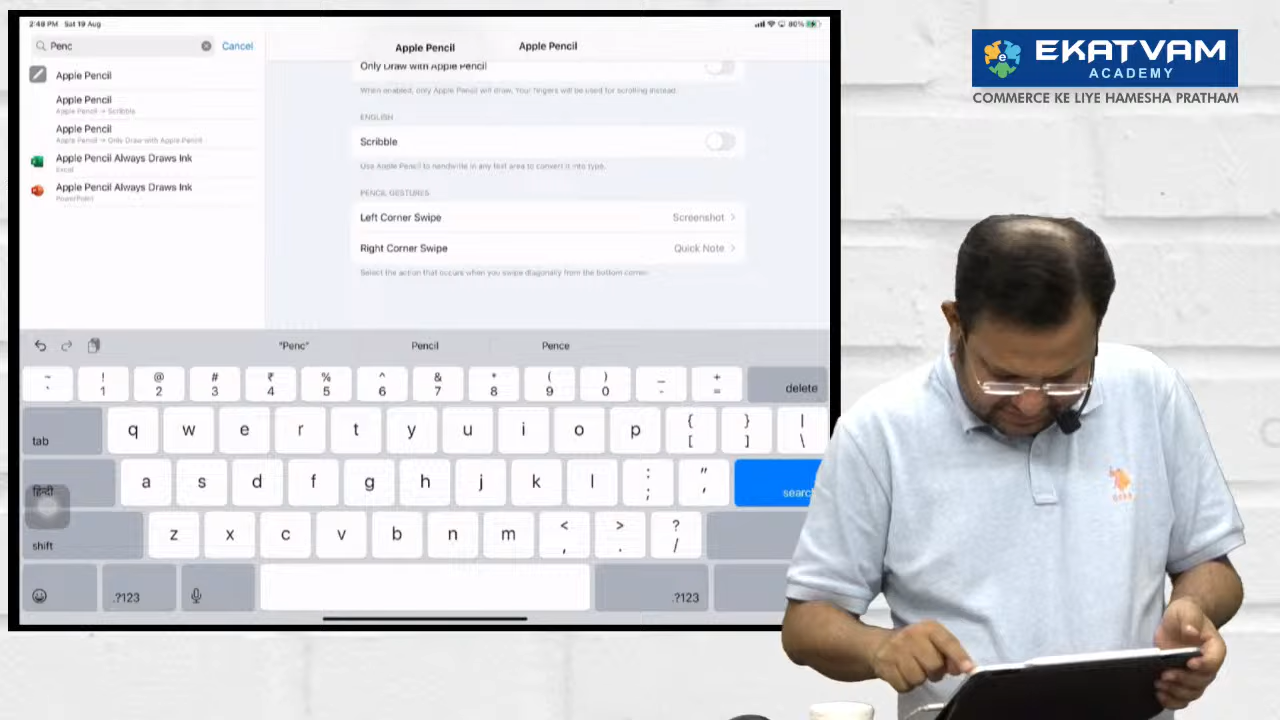 2:48 PM Sat 19 Aug
80%
Penc
Cancel
Apple Pencil
Apple Pencil
Apple Pencil → Scribble
Apple Pencil
Apple Pencil → Only Draw with Apple Pencil
Apple Pencil Always Draws Ink
Excel
Apple Pencil Always Draws Ink
PowerPoint
Apple Pencil
Apple Pencil
Only Draw with Apple Pencil
When enabled, only Apple Pencil will draw. Your fingers will be used for scrolling instead.
ENGLISH
Scribble
Use Apple Pencil to handwrite in any text area to convert it into type.
PENCIL GESTURES
Left Corner Swipe
Screenshot >
Right Corner Swipe
Quick Note >
Select the action that occurs when you swipe diagonally from the bottom corner.
"Penc"
Pencil
Pence
~ ! @ # ₹ % ^ & * ( ) _ +
` 1 2 3 4 5 6 7 8 9 0 - =
delete
tab q w e r t y u i o p { } |
[ ] \
हिन्दी a s d f g h j k l : "
; '
search
shift z x c v b n m < > ?
, . /
.?123
.?123
EKATVAM
ACADEMY
COMMERCE KE LIYE HAMESHA PRATHAM